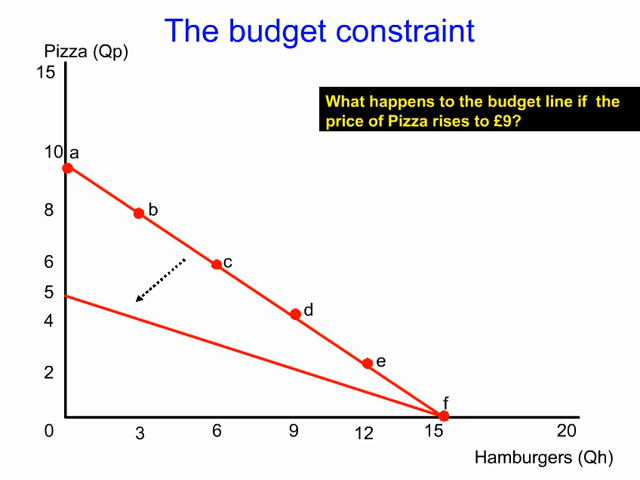 The budget constraint
Pizza (Qp)
15
What happens to the budget line if the
price of Pizza rises to £9?
10 a
8 b
6 c
5
4 d
2 e
f
0 3 6 9 12 15 20
Hamburgers (Qh)